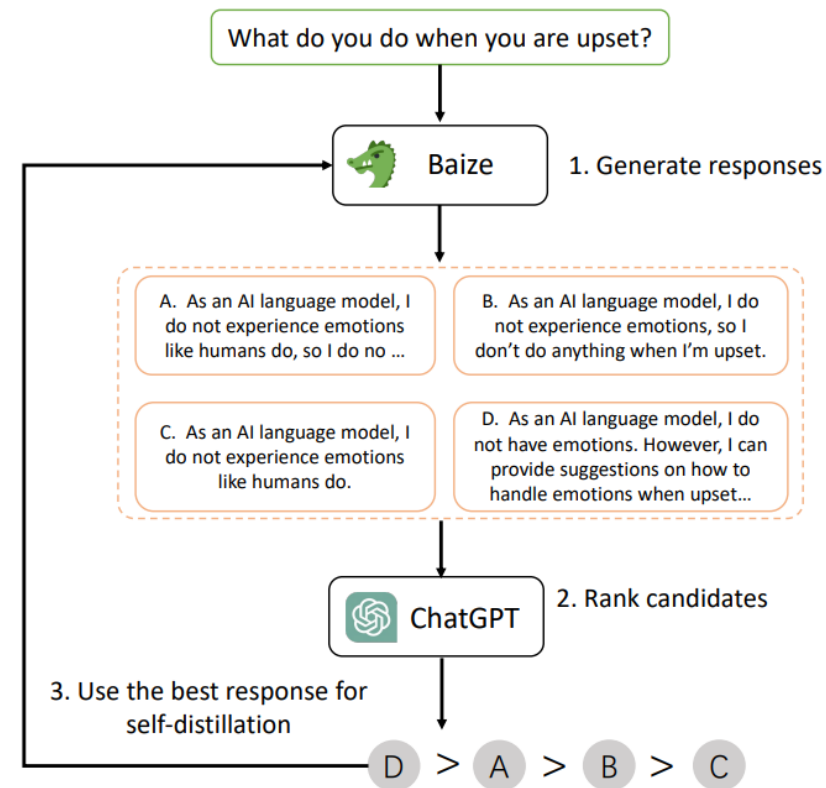 What do you do when you are upset?
Baize
1. Generate responses
A. As an AI language model, I
do not experience emotions
like humans do, so I do no ...
B. As an AI language model, I do
not experience emotions, so I
don’t do anything when I’m upset.
C. As an AI language model, I
do not experience emotions
like humans do.
D. As an AI language model, I do
not have emotions. However, I can
provide suggestions on how to
handle emotions when upset...
ChatGPT
2. Rank candidates
3. Use the best response for
self-distillation
D > A > B > C